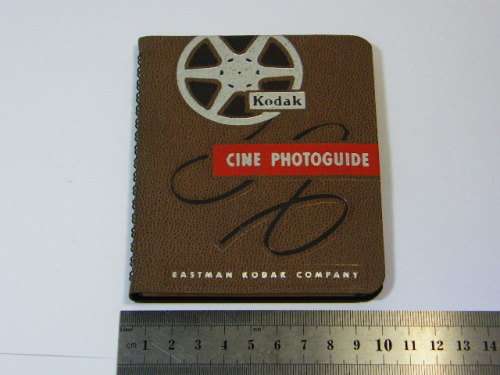 Kodak
CINE PHOTOGUIDE
EASTMAN KODAK COMPANY
cm 1 2 3 4 5 6 7 8 9 10 11 12 13 14